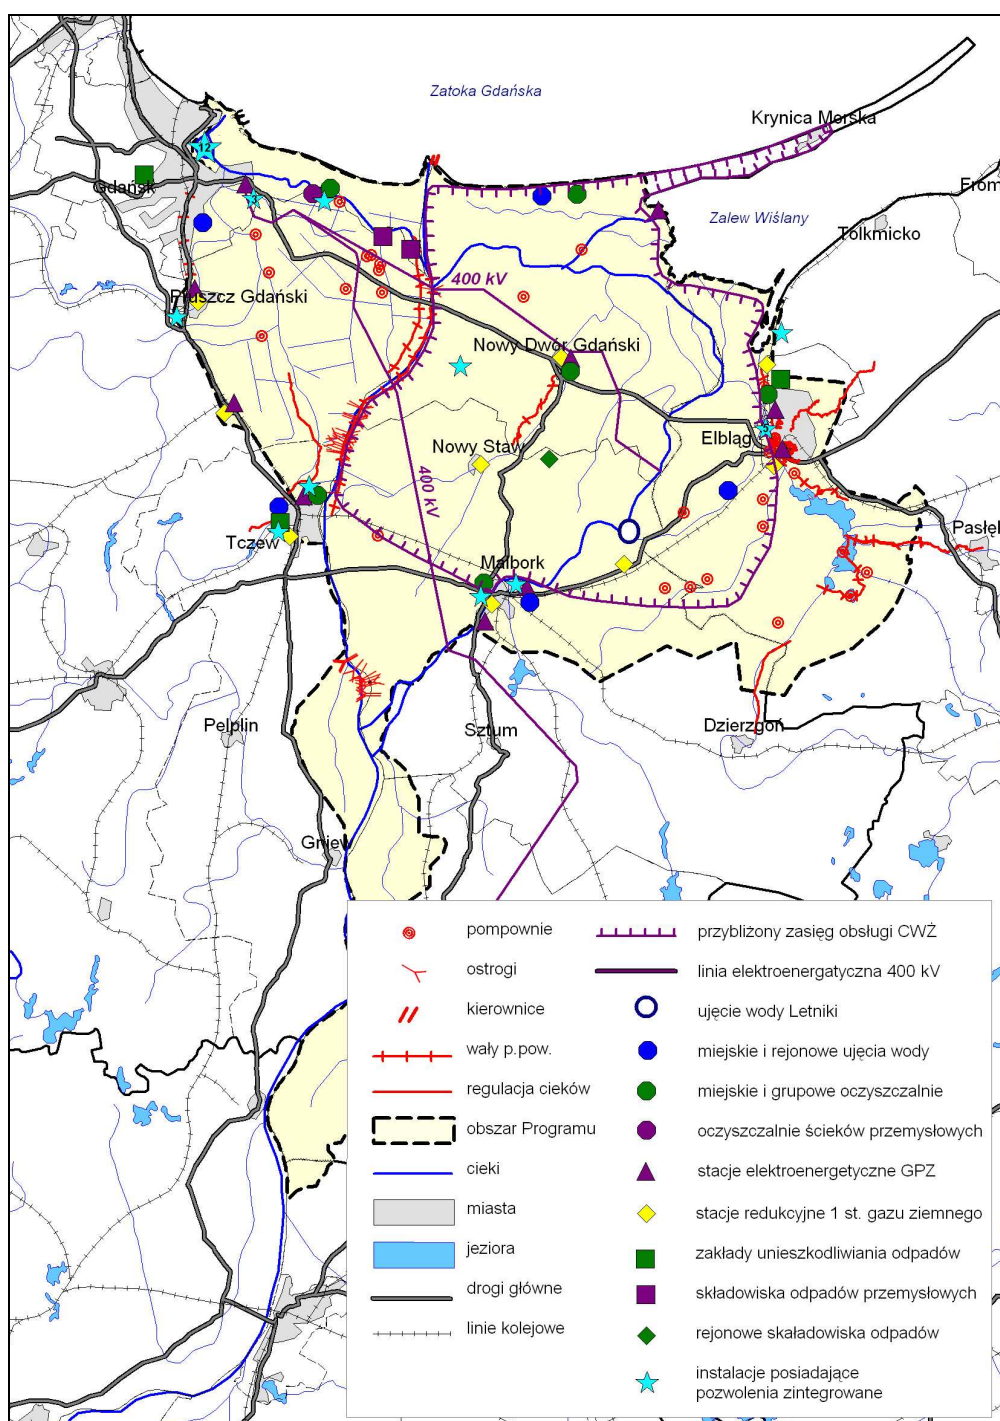 Zatoka Gdańska
Krynica Morska
12
Gdańsk
From
3
Zalew Wiślany
Tolkmicko
400 kV
Pruszcz Gdański
Nowy Dwór Gdański
Elbląg
Nowy Staw
400 kV
Tczew
Malbork
Pasłęk
Pelplin
Sztum
Dzierzgoń
Gniew
pompownie
ostrogi
kierownice
wały p.pow.
regulacja cieków
obszar Programu
cieki
miasta
jeziora
drogi główne
linie kolejowe
przybliżony zasięg obsługi CWŻ
linia elektroenergatyczna 400 kV
ujęcie wody Letniki
miejskie i rejonowe ujęcia wody
miejskie i grupowe oczyszczalnie
oczyszczalnie ścieków przemysłowych
stacje elektroenergetyczne GPZ
stacje redukcyjne 1 st. gazu ziemnego
zakłady unieszkodliwiania odpadów
składowiska odpadów przemysłowych
rejonowe skaładowiska odpadów
instalacje posiadające
pozwolenia zintegrowane